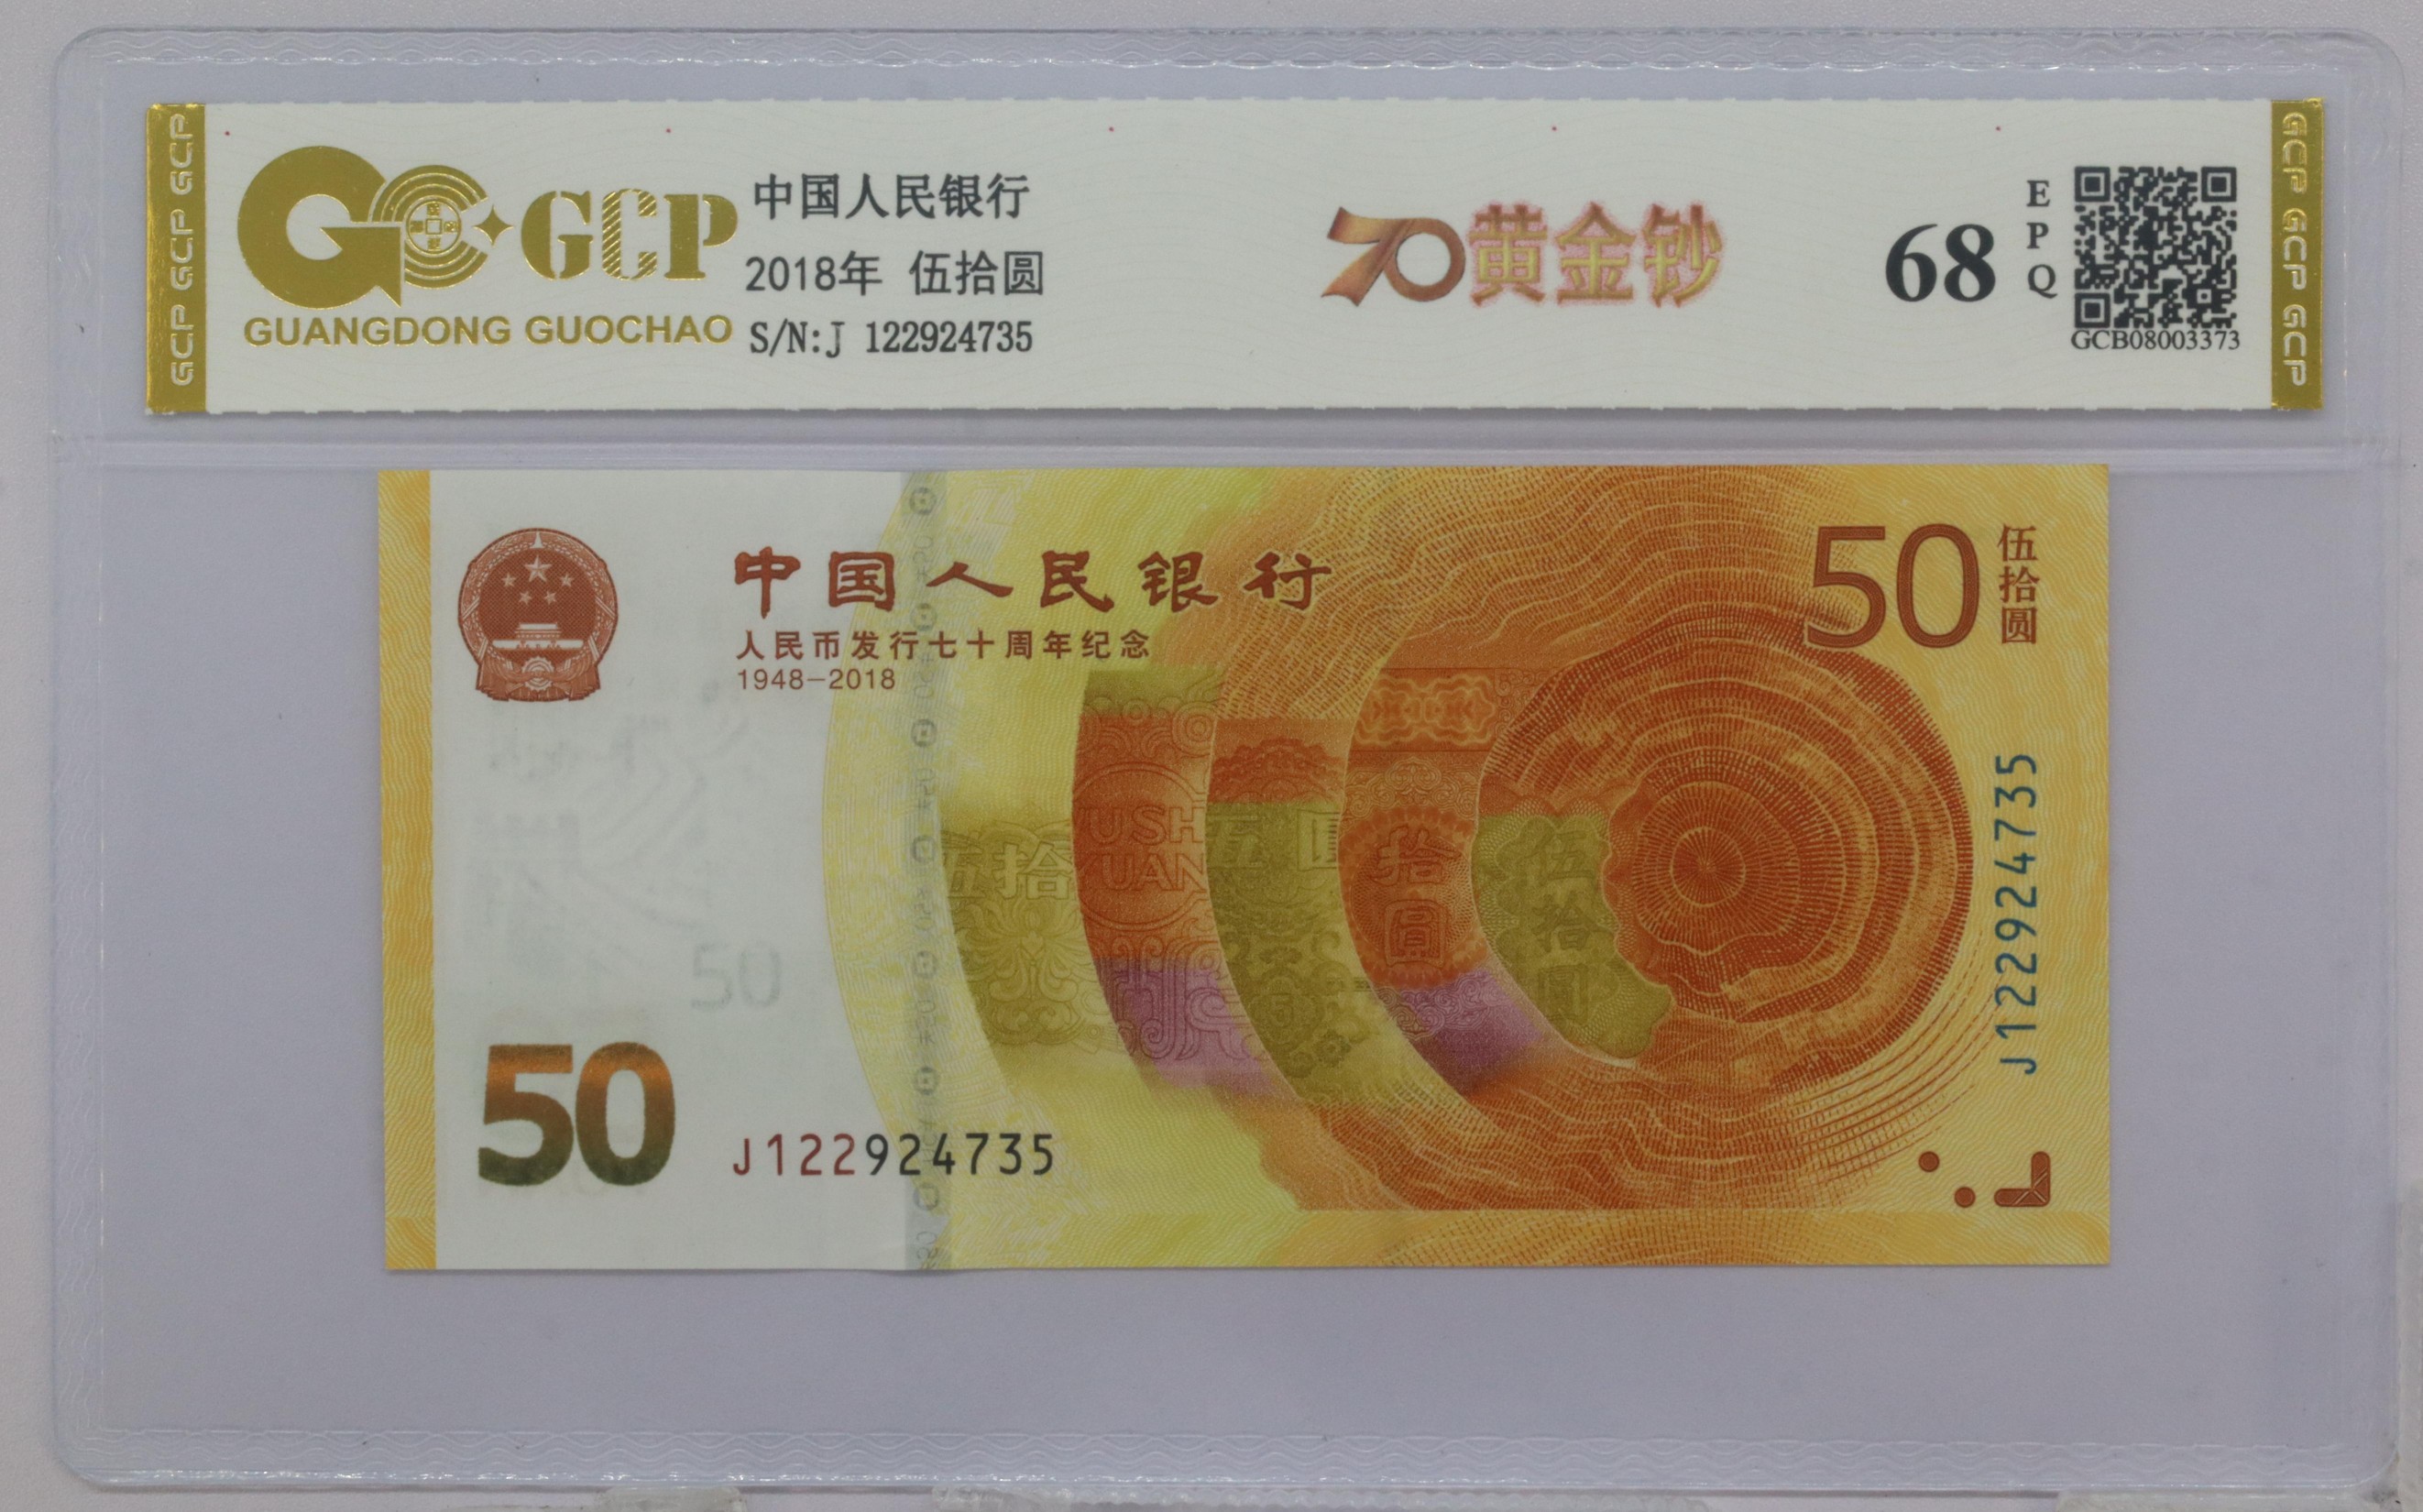 GCP GCP GCP
GCP
GUANGDONG GUOCHAO
中国人民银行
2018年 伍拾圆
S/N:J 122924735
70黄金钞
68
EPQ
GCB08003373
GCP GCP GCP
中国人民银行
人民币发行七十周年纪念
1948-2018
50
伍拾圆
伍拾
USH
YUAN
五
拾圓
伍拾圆
50
50
J122924735
J122924735